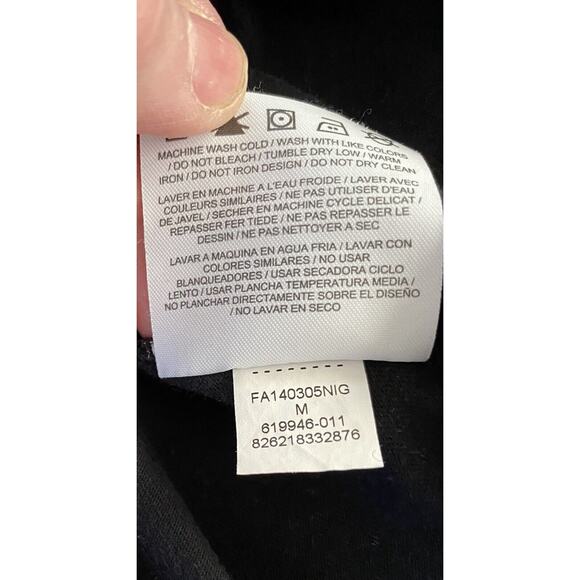 MACHINE WASH COLD / WASH WITH LIKE COLORS
/ DO NOT BLEACH / TUMBLE DRY LOW / WARM
IRON / DO NOT IRON DESIGN / DO NOT DRY CLEAN
LAVER EN MACHINE A L'EAU FROIDE / LAVER AVEC
COULEURS SIMILAIRES / NE PAS UTILISER D'EAU
DE JAVEL / SECHER EN MACHINE CYCLE DELICAT /
REPASSER FER TIEDE / NE PAS REPASSER LE
DESSIN / NE PAS NETTOYER A SEC
LAVAR A MAQUINA EN AGUA FRIA / LAVAR CON
COLORES SIMILARES / NO USAR
BLANQUEADORES / USAR SECADORA CICLO
LENTO / USAR PLANCHA TEMPERATURA MEDIA /
NO PLANCHAR DIRECTAMENTE SOBRE EL DISEÑO
/ NO LAVAR EN SECO
FA140305NIG
M
619946-011
826218332876